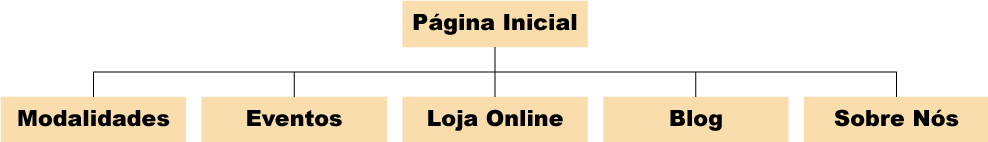 Página Inicial
Modalidades
Eventos
Loja Online
Blog
Sobre Nós